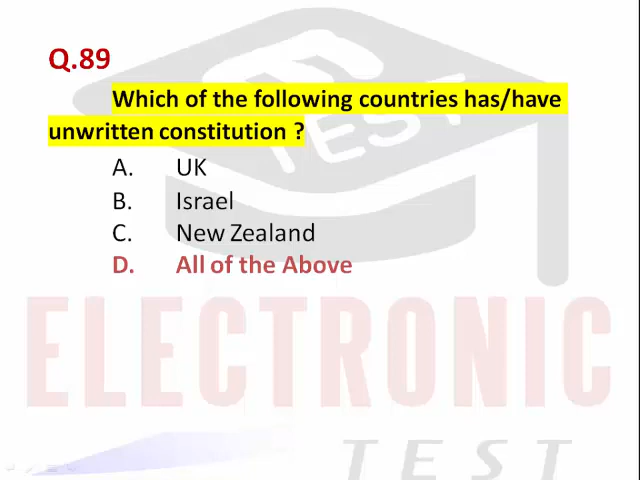 Q.89
Which of the following countries has/have
unwritten constitution ?
A. UK
B. Israel
C. New Zealand
D. All of the Above
TEST
ELECTRONIC
TEST